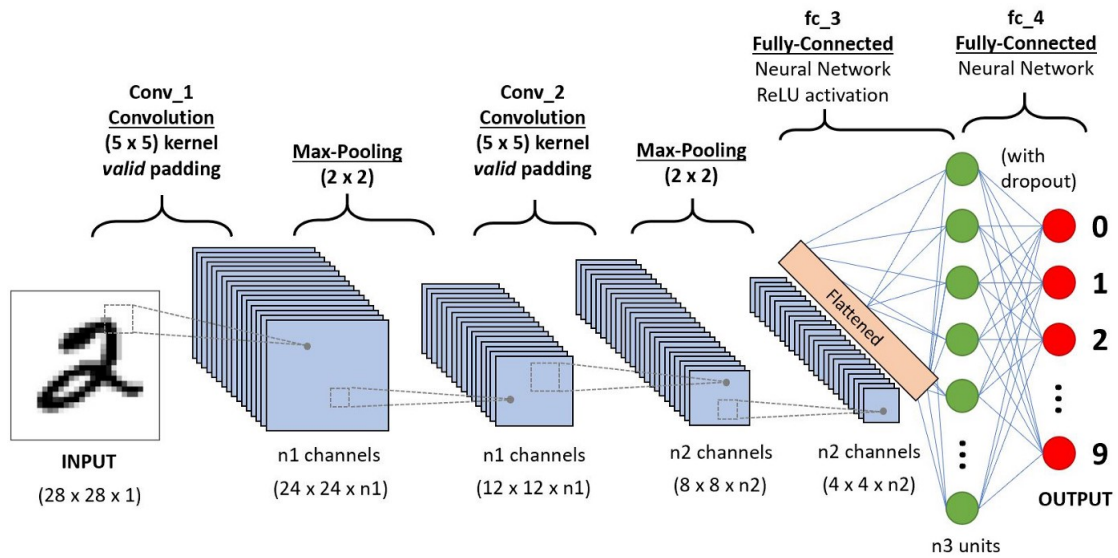 fc_3
Fully-Connected
Neural Network
ReLU activation
fc_4
Fully-Connected
Neural Network
Conv_1
Convolution
(5 x 5) kernel
valid padding
Max-Pooling
(2 x 2)
Conv_2
Convolution
(5 x 5) kernel
valid padding
Max-Pooling
(2 x 2)
(with
dropout)
Flattened
0
1
2
9
INPUT
(28 x 28 x 1)
n1 channels
(24 x 24 x n1)
n1 channels
(12 x 12 x n1)
n2 channels
(8 x 8 x n2)
n2 channels
(4 x 4 x n2)
OUTPUT
n3 units
2